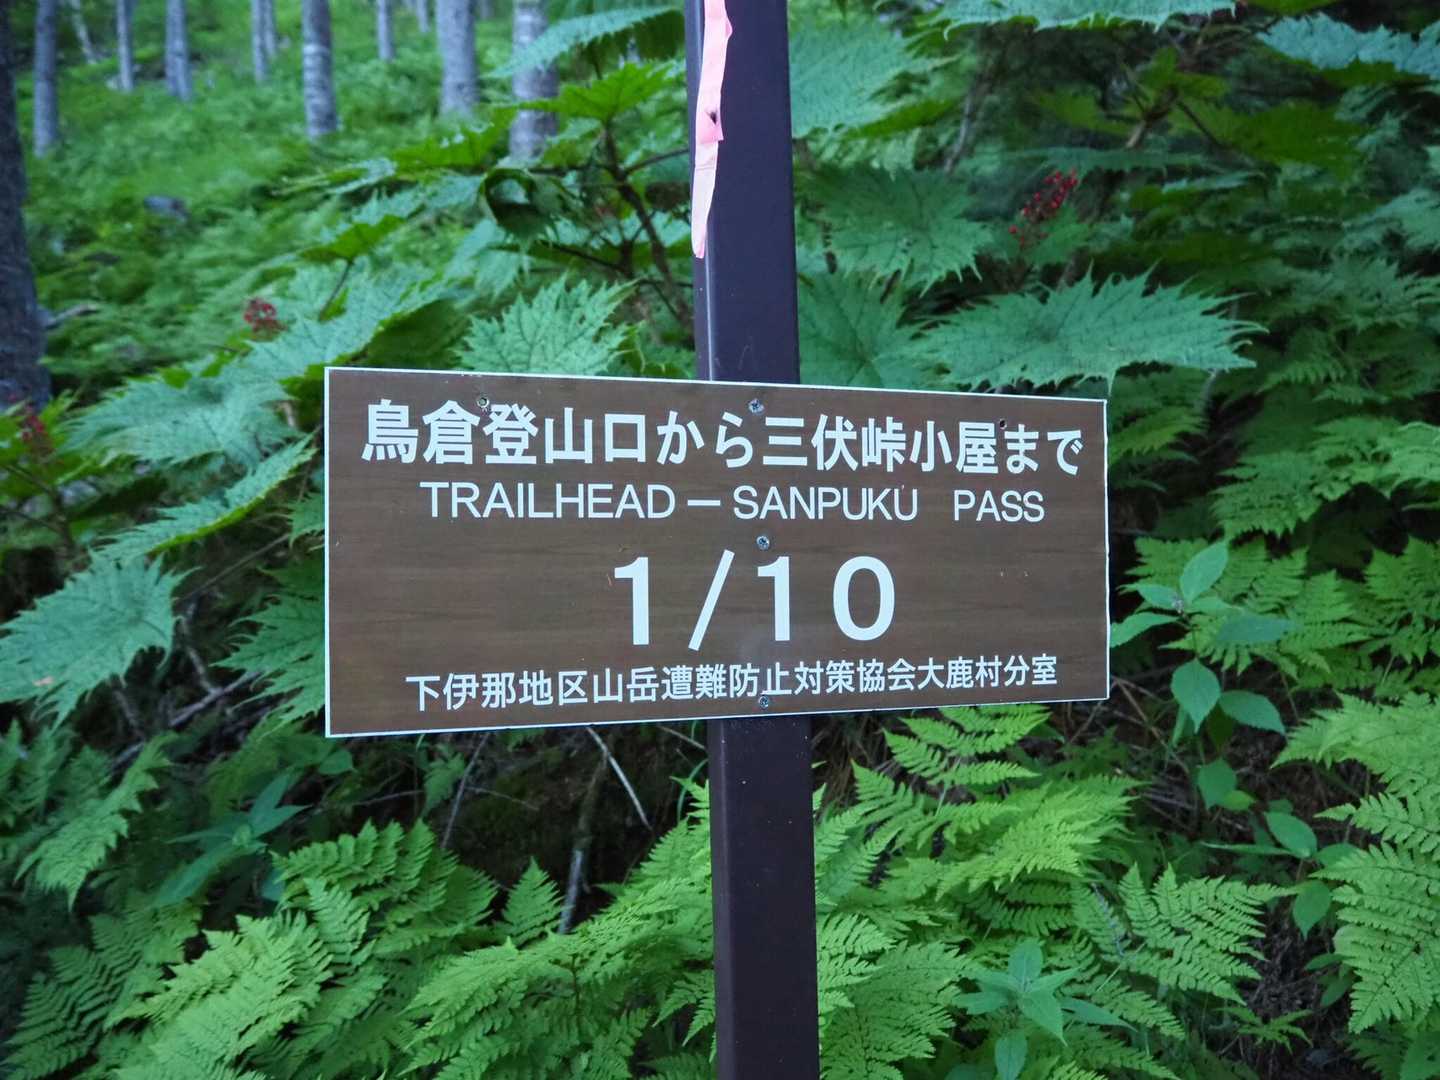 鳥倉登山口から三伏峠小屋まで
TRAILHEAD － SANPUKU PASS
1/10
下伊那地区山岳遭難防止対策協会大鹿村分室